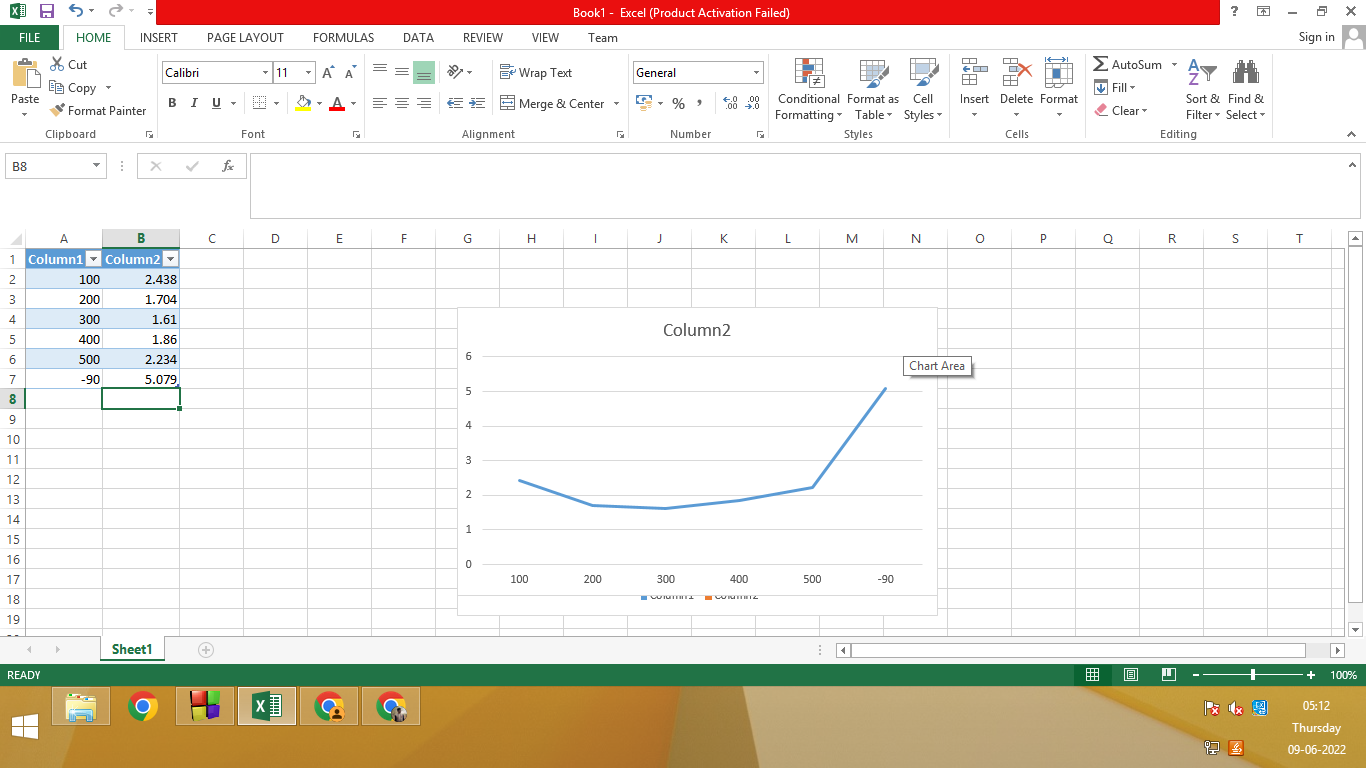 Book1 - Excel (Product Activation Failed)
FILE HOME INSERT PAGE LAYOUT FORMULAS DATA REVIEW VIEW Team Sign in
Paste Cut Copy Format Painter
Clipboard
Calibri 11
B I U A
Font
Wrap Text
Merge & Center
Alignment
General
% , .00
Number
Conditional Formatting Format as Table Cell Styles
Styles
Insert Delete Format
Cells
AutoSum Fill Clear Sort & Filter Find & Select
Editing
B8 fx
A B C D E F G H I J K L M N O P Q R S T
1 Column1 Column2
2 100 2.438
3 200 1.704
4 300 1.61
5 400 1.86
6 500 2.234
7 -90 5.079
8
9
10
11
12
13
14
15
16
17
18
19
Column2
Chart Area
6
5
4
3
2
1
0
100 200 300 400 500 -90
Column1 Column2
Sheet1
READY 100%
05:12
Thursday
09-06-2022